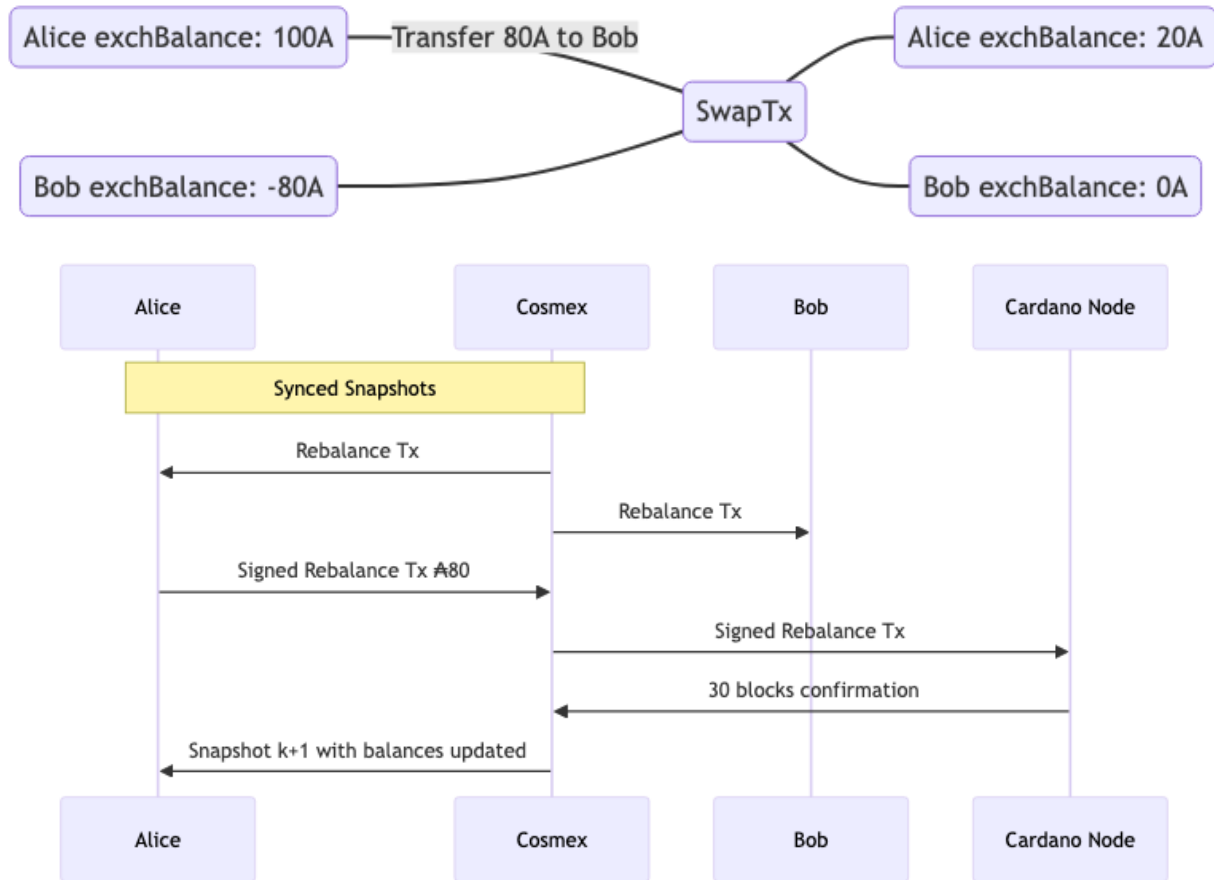 Alice exchBalance: 100A
Transfer 80A to Bob
Alice exchBalance: 20A
SwapTx
Bob exchBalance: -80A
Bob exchBalance: 0A
Alice
Cosmex
Bob
Cardano Node
Synced Snapshots
Rebalance Tx
Rebalance Tx
Signed Rebalance Tx ₳80
Signed Rebalance Tx
30 blocks confirmation
Snapshot k+1 with balances updated
Alice
Cosmex
Bob
Cardano Node